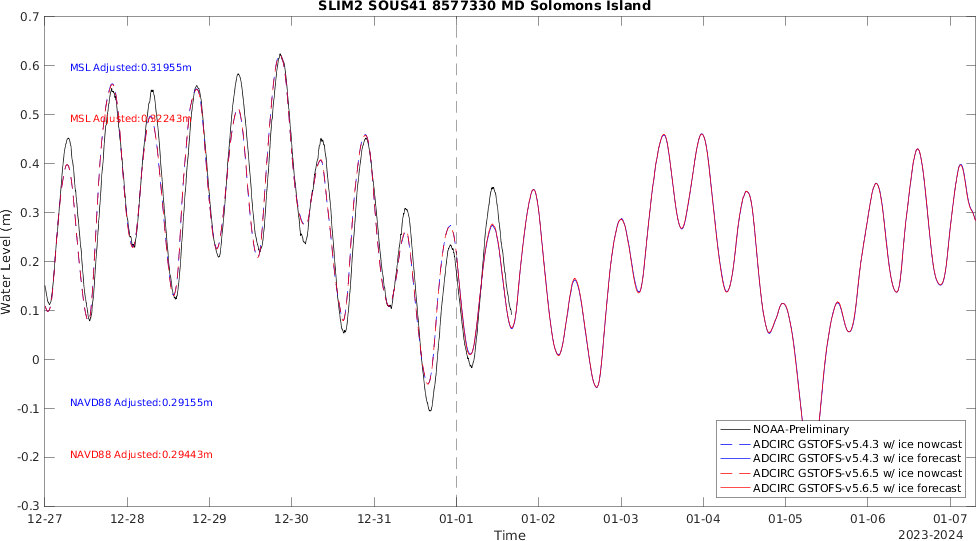 SLIM2 SOUS41 8577330 MD Solomons Island
0.7
0.6
0.5
0.4
0.3
0.2
0.1
0
-0.1
-0.2
-0.3
Water Level (m)
MSL Adjusted:0.31955m
MSL Adjusted:0.32243m
NAVD88 Adjusted:0.29155m
NAVD88 Adjusted:0.29443m
NOAA-Preliminary
ADCIRC GSTOFS-v5.4.3 w/ ice nowcast
ADCIRC GSTOFS-v5.4.3 w/ ice forecast
ADCIRC GSTOFS-v5.6.5 w/ ice nowcast
ADCIRC GSTOFS-v5.6.5 w/ ice forecast
12-27 12-28 12-29 12-30 12-31 01-01 01-02 01-03 01-04 01-05 01-06 01-07
Time
2023-2024